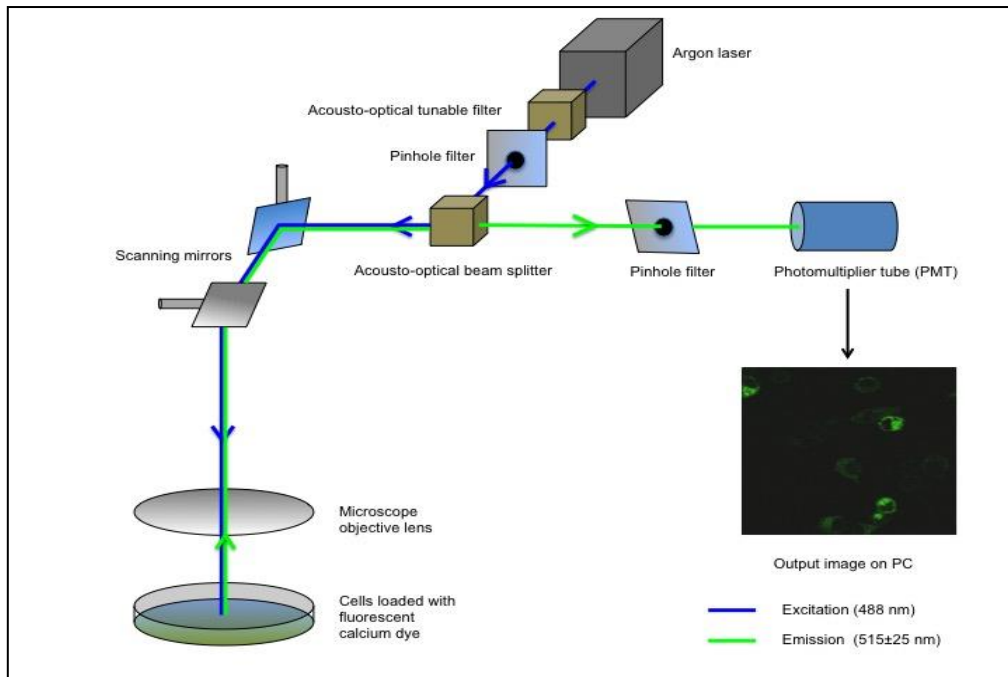 Argon laser
Acousto-optical tunable filter
Pinhole filter
Scanning mirrors
Acousto-optical beam splitter
Pinhole filter
Photomultiplier tube (PMT)
Microscope
objective lens
Output image on PC
Cells loaded with
fluorescent
calcium dye
Excitation (488 nm)
Emission (515±25 nm)